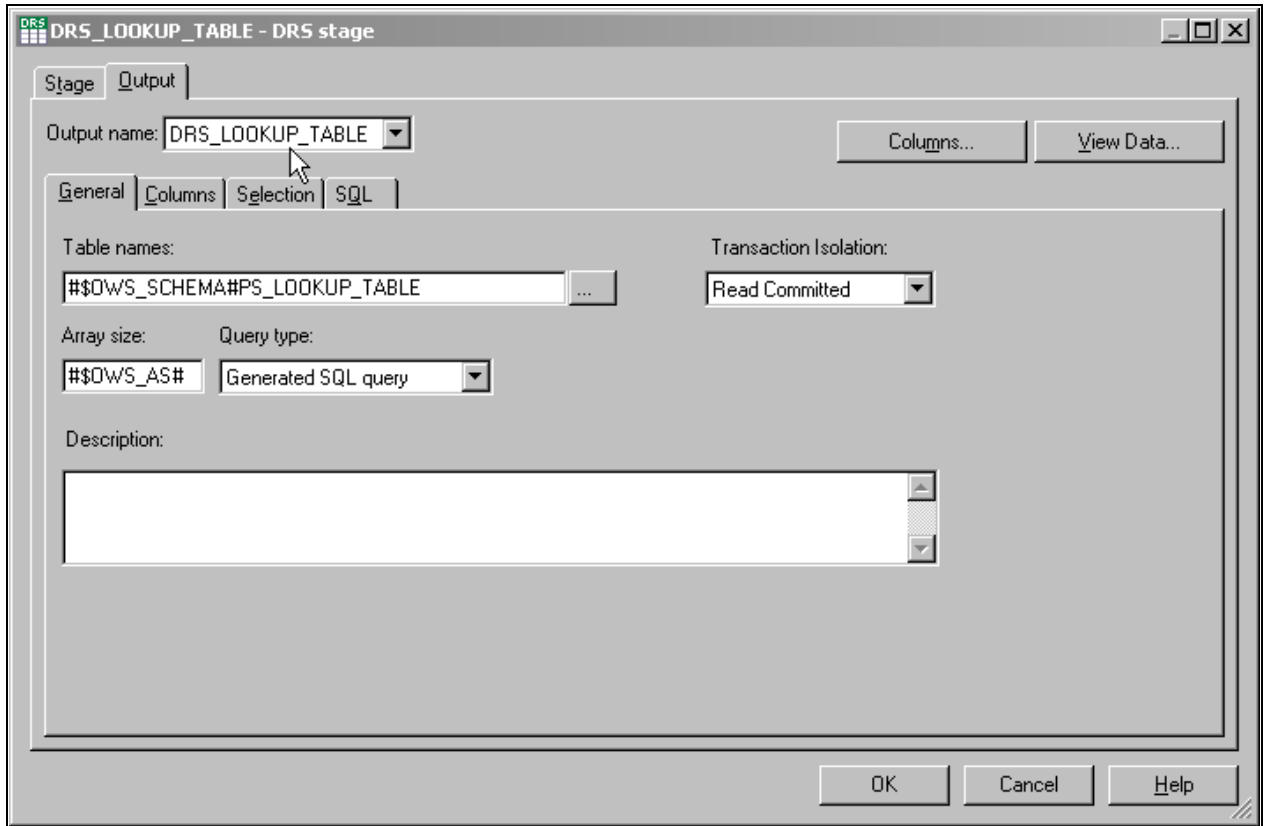 DRS DRS_LOOKUP_TABLE - DRS stage
Stage Output
Output name: DRS_LOOKUP_TABLE Columns... View Data...
General Columns Selection SQL
Table names: Transaction Isolation:
#$OWS_SCHEMA#PS_LOOKUP_TABLE ... Read Committed
Array size: Query type:
#$OWS_AS# Generated SQL query
Description:
OK Cancel Help